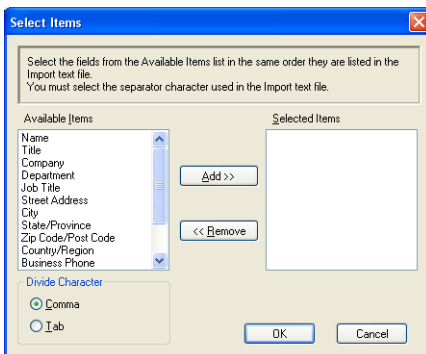 Select Items
Select the fields from the Available Items list in the same order they are listed in the
Import text file.
You must select the separator character used in the Import text file.
Available Items
Selected Items
Name
Title
Company
Department
Job Title
Street Address
City
State/Province
Zip Code/Post Code
Country/Region
Business Phone
Add >>
<< Remove
Divide Character
Comma
Tab
OK
Cancel